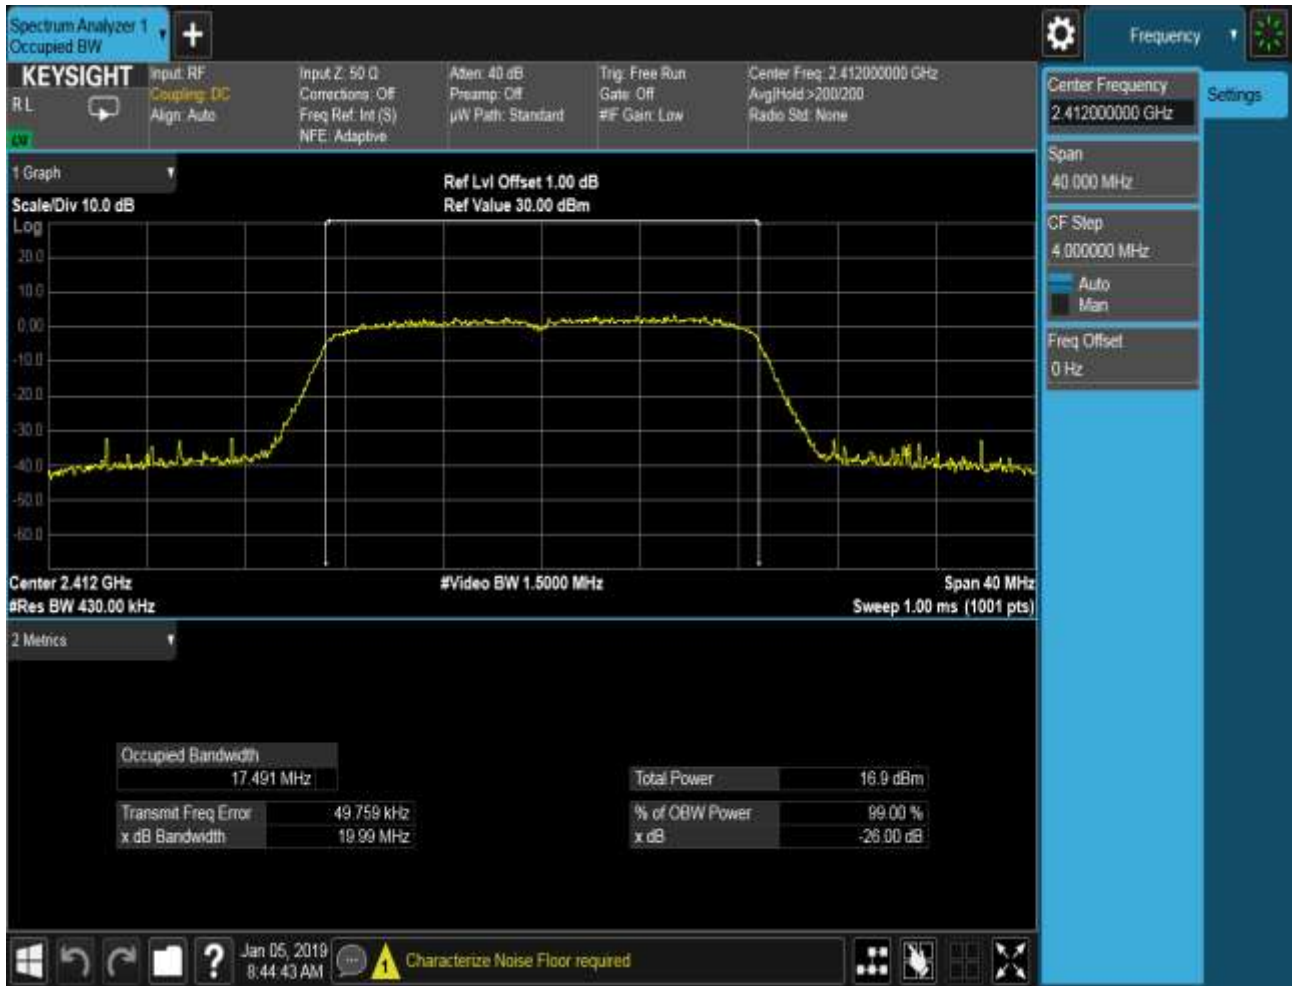 Spectrum Analyzer 1
Occupied BW
Frequency
KEYSIGHT
R L
Input: RF
Coupling: DC
Align: Auto
Input Z: 50 Ω
Corrections: Off
Freq Ref: Int (S)
NFE: Adaptive
Atten: 40 dB
Preamp: Off
µW Path: Standard
Trig: Free Run
Gate: Off
#IF Gain: Low
Center Freq: 2.412000000 GHz
Avg|Hold:>200/200
Radio Std: None
Center Frequency
2.412000000 GHz
Settings
Span
40.000 MHz
CF Step
4.000000 MHz
Auto
Man
Freq Offset
0 Hz
1 Graph
Scale/Div 10.0 dB
Ref Lvl Offset 1.00 dB
Ref Value 30.00 dBm
Log
20.0
10.0
0.00
-10.0
-20.0
-30.0
-40.0
-50.0
-60.0
Center 2.412 GHz
#Video BW 1.5000 MHz
Span 40 MHz
#Res BW 430.00 kHz
Sweep 1.00 ms (1001 pts)
2 Metrics
Occupied Bandwidth
17.491 MHz
Total Power 16.9 dBm
Transmit Freq Error 49.759 kHz
% of OBW Power 99.00 %
x dB Bandwidth 19.99 MHz
x dB -26.00 dB
?
Jan 05, 2019
8:44:43 AM
1
Characterize Noise Floor required